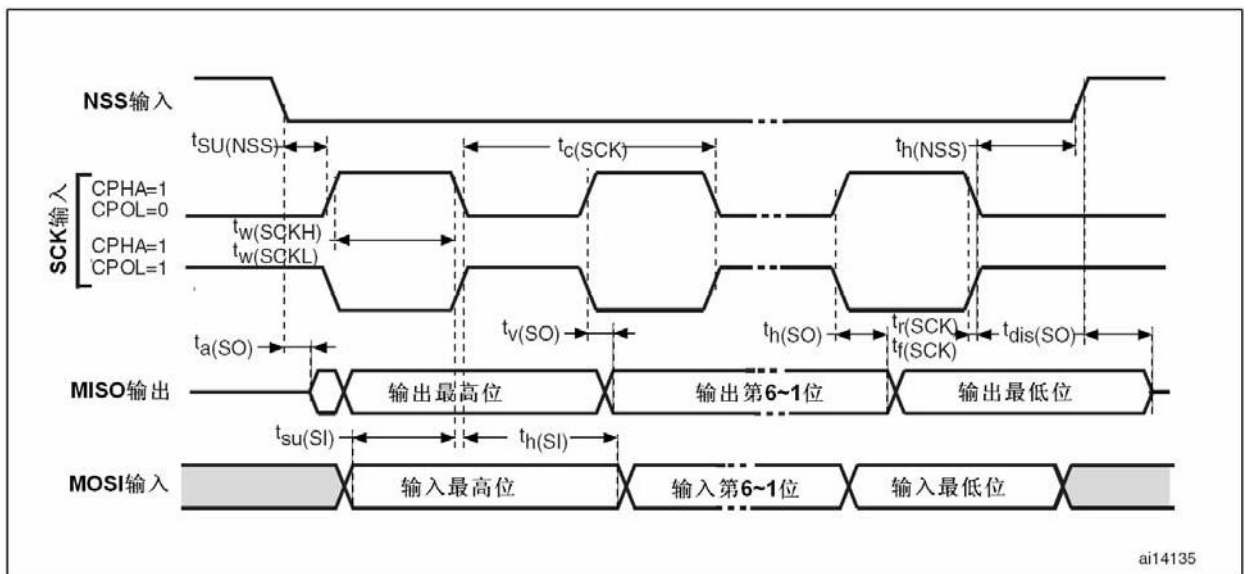 NSS输入
tSU(NSS)
tc(SCK)
th(NSS)
SCK输入
CPHA=1
CPOL=0
tw(SCKH)
CPHA=1
tw(SCKL)
CPOL=1
ta(SO)
tv(SO)
th(SO)
tr(SCK)
tf(SCK)
tdis(SO)
MISO输出
输出最高位
输出第6~1位
输出最低位
tsu(SI)
th(SI)
MOSI输入
输入最高位
输入第6~1位
输入最低位
ai14135